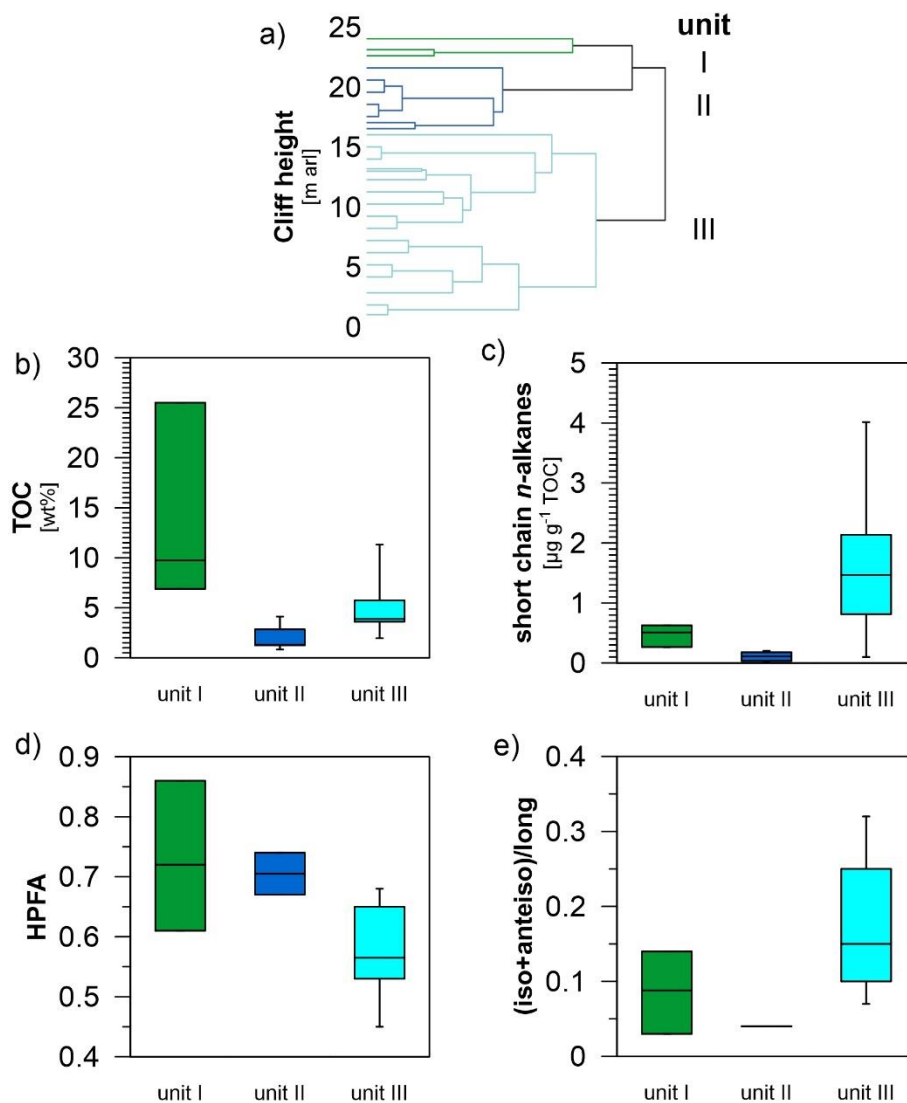 a)
unit
25
20
15
10
5
0
Cliff height
[m arl]
I
II
III
b)
30
25
20
15
10
5
0
TOC
[wt%]
unit I unit II unit III
c)
5
4
3
2
1
0
short chain n-alkanes
[µg g⁻¹ TOC]
unit I unit II unit III
d)
0.9
0.8
0.7
0.6
0.5
0.4
HPFA
unit I unit II unit III
e)
0.4
0.3
0.2
0.1
0
(iso+anteiso)/long
unit I unit II unit III